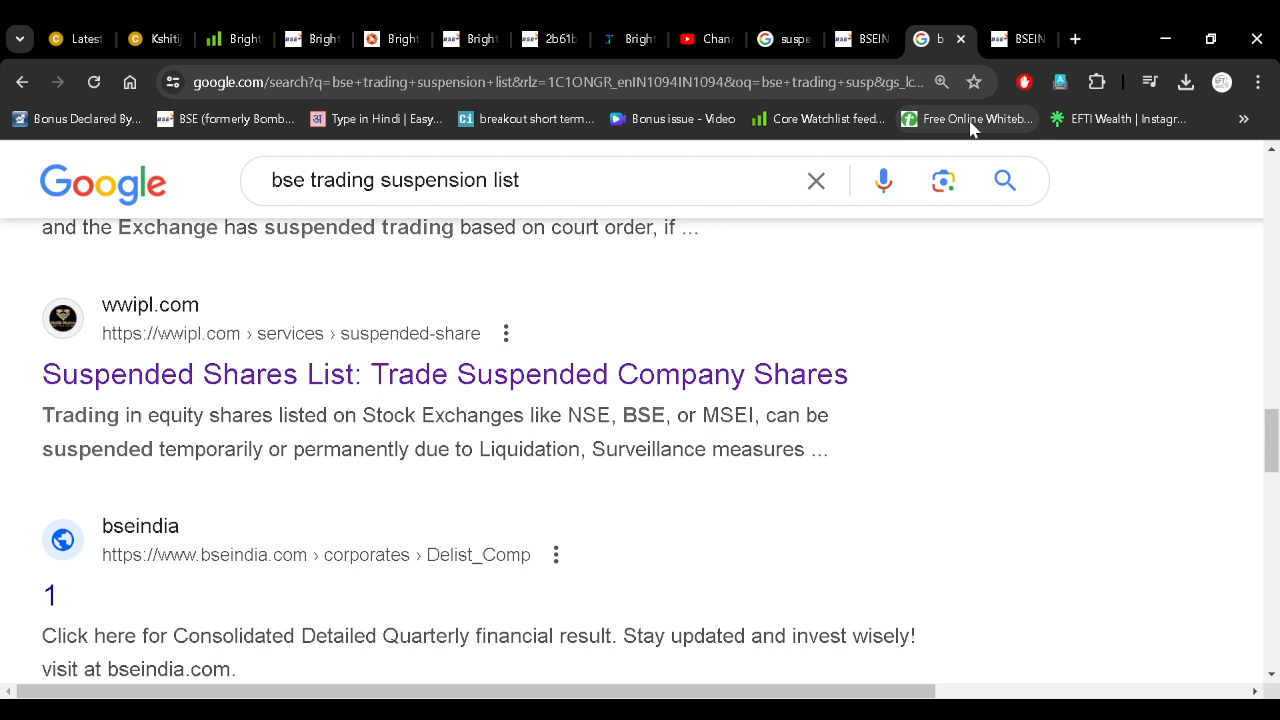 Latest
Kshitij
Bright
Bright
Bright
Bright
2b61b
Bright
Chan
suspe
BSEIN
b
BSEIN
google.com/search?q=bse+trading+suspension+list&rlz=1C1ONGR_enIN1094IN1094&oq=bse+trading+susp&gs_lc...
Bonus Declared By...
BSE (formerly Bomb...
Type in Hindi | Easy...
breakout short term...
Bonus issue - Video
Core Watchlist feed...
Free Online Whiteb...
EFTI Wealth | Instagr...
Google
bse trading suspension list
and the Exchange has suspended trading based on court order, if ...
wwipl.com
https://wwipl.com › services › suspended-share
Suspended Shares List: Trade Suspended Company Shares
Trading in equity shares listed on Stock Exchanges like NSE, BSE, or MSEI, can be
suspended temporarily or permanently due to Liquidation, Surveillance measures ...
bseindia
https://www.bseindia.com › corporates › Delist_Comp
1
Click here for Consolidated Detailed Quarterly financial result. Stay updated and invest wisely!
visit at bseindia.com.